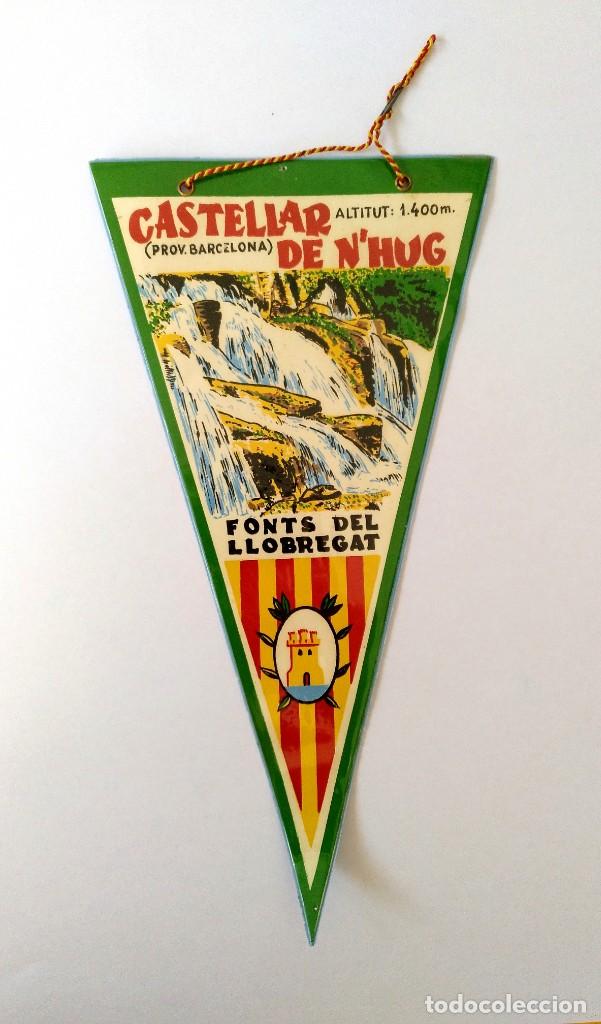 CASTELLAR ALTITUT: 1.400m.
(PROV. BARCELONA) DE N'HUG
FONTS DEL
LLOBREGAT
todocoleccion